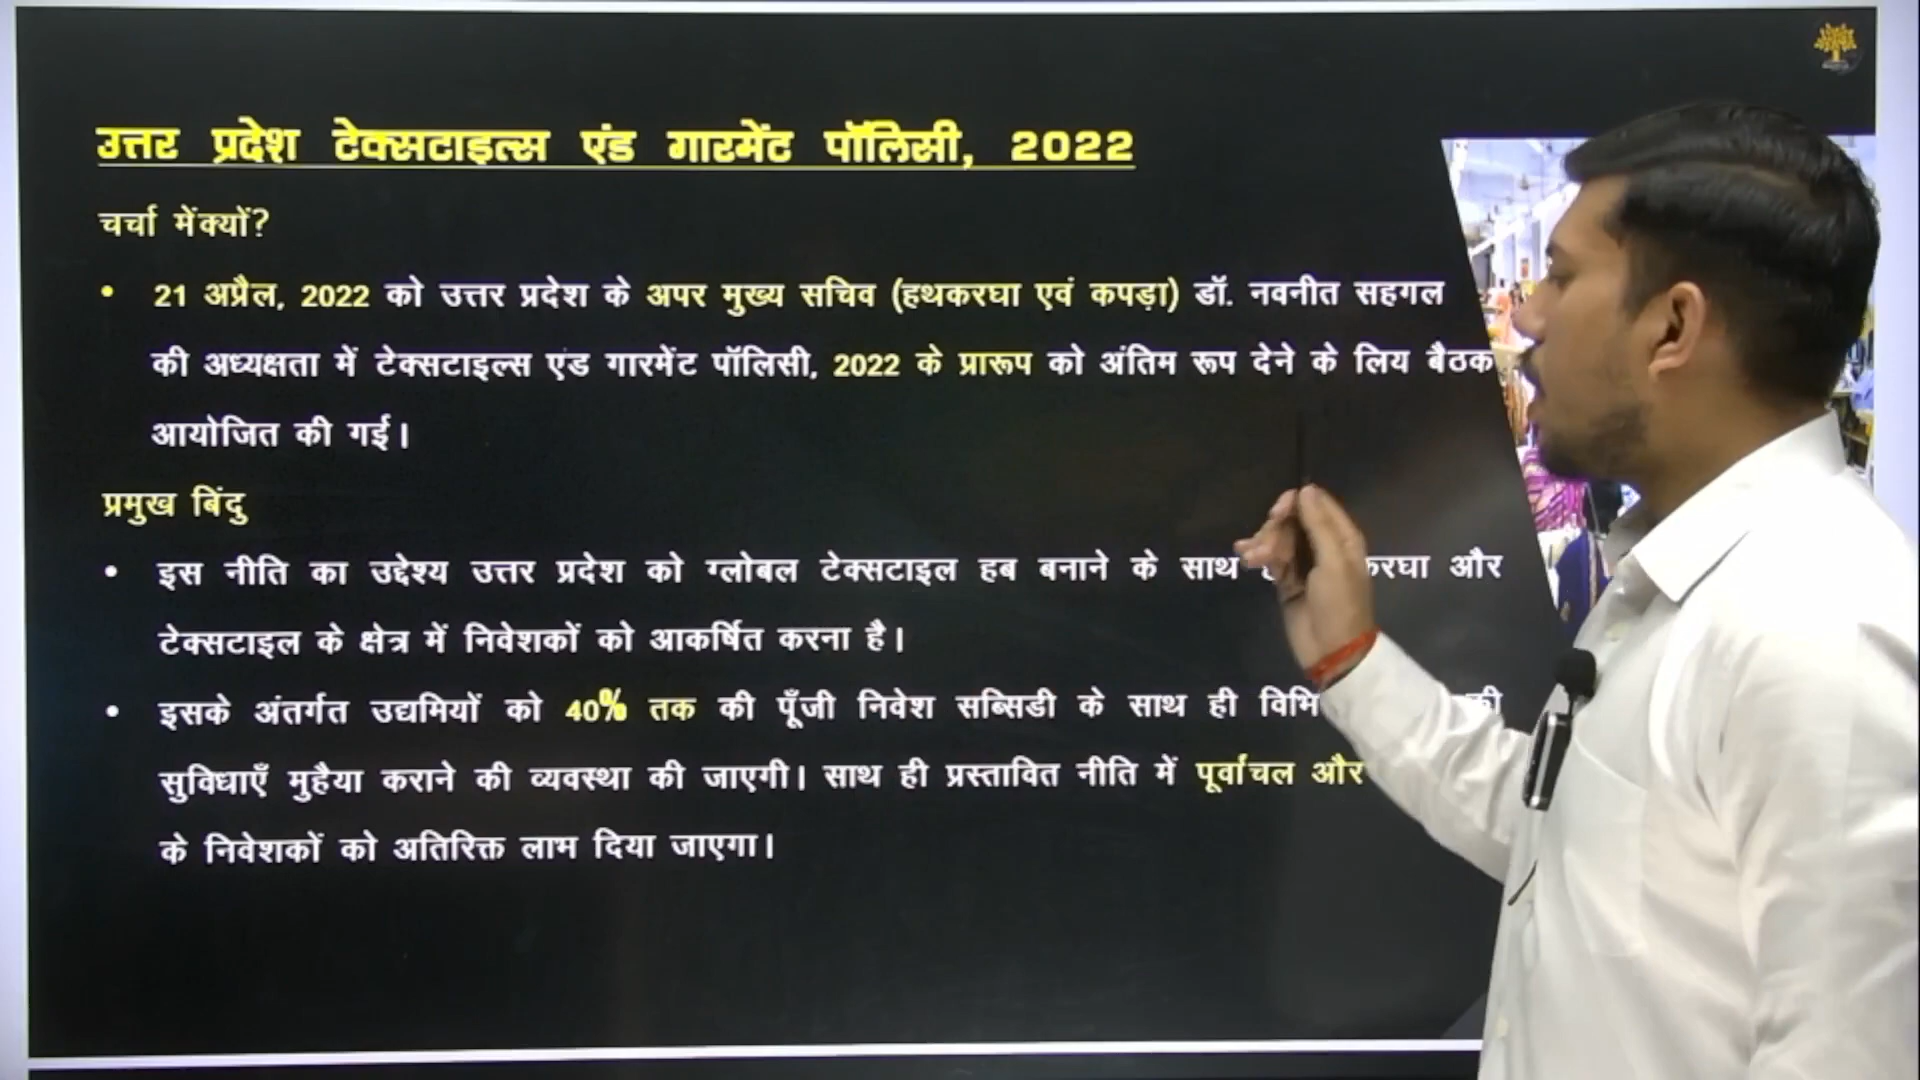 उत्तर प्रदेश टेक्सटाइल्स एंड गारमेंट पॉलिसी, 2022
चर्चा मेंक्यों?
• 21 अप्रैल, 2022 को उत्तर प्रदेश के अपर मुख्य सचिव (हथकरघा एवं कपड़ा) डॉ. नवनीत सहगल
की अध्यक्षता में टेक्सटाइल्स एंड गारमेंट पॉलिसी, 2022 के प्रारूप को अंतिम रूप देने के लिय बैठक
आयोजित की गई।
प्रमुख बिंदु
• इस नीति का उद्देश्य उत्तर प्रदेश को ग्लोबल टेक्सटाइल हब बनाने के साथ और
टेक्सटाइल के क्षेत्र में निवेशकों को आकर्षित करना है।
• इसके अंतर्गत उद्यमियों को 40% तक की पूँजी निवेश सब्सिडी के साथ ही की
सुविधाएँ मुहैया कराने की व्यवस्था की जाएगी। साथ ही प्रस्तावित नीति में पूर्वांचल और
के निवेशकों को अतिरिक्त लाभ दिया जाएगा।